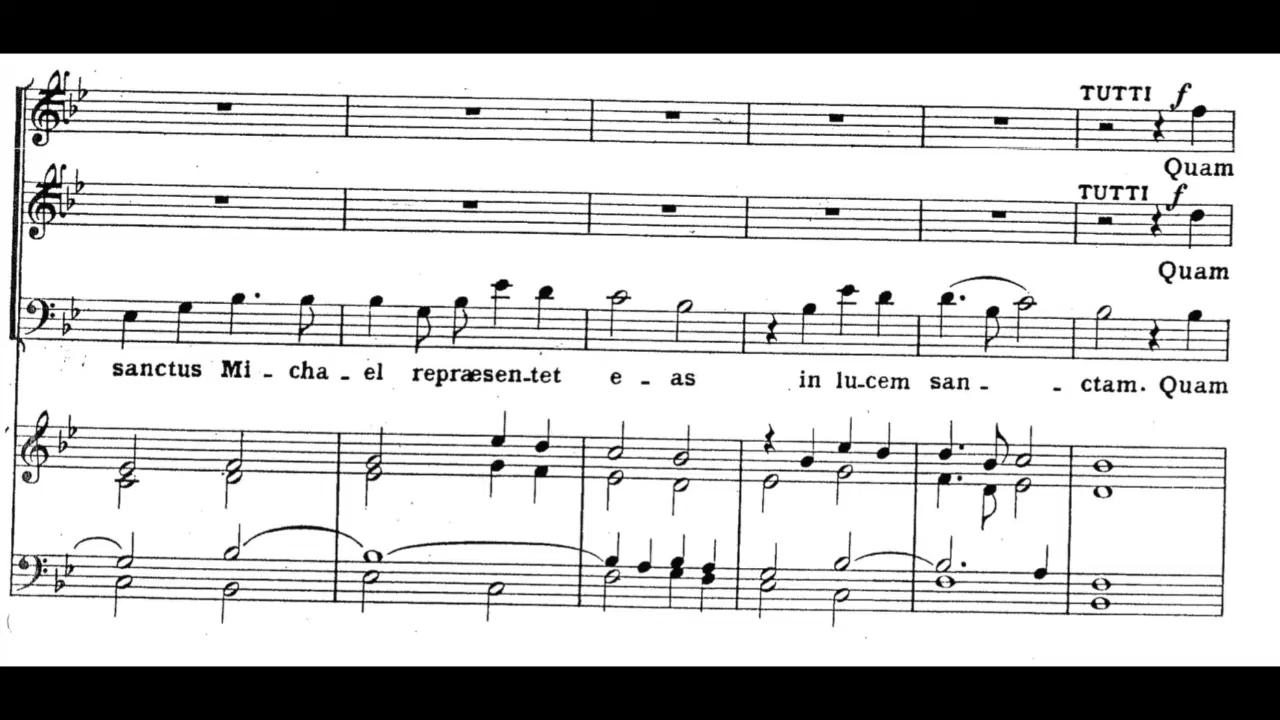 TUTTI f
Quam
TUTTI f
Quam
sanctus Mi - cha - el repræsen-tet e - as in lu-cem san - - ctam. Quam